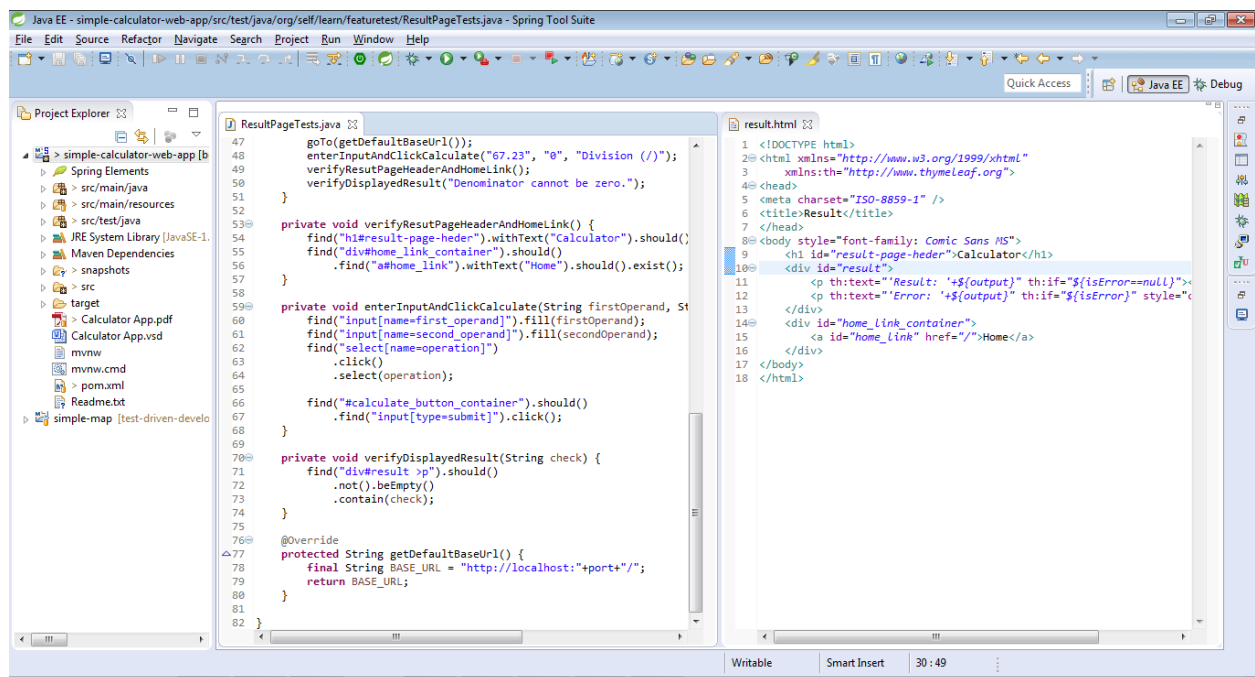 Java EE - simple-calculator-web-app/src/test/java/org/self/learn/featuretest/ResultPageTests.java - Spring Tool Suite
File Edit Source Refactor Navigate Search Project Run Window Help
Quick Access Java EE Debug
Project Explorer
> simple-calculator-web-app [b
Spring Elements
> src/main/java
> src/main/resources
> src/test/java
JRE System Library [JavaSE-1.
Maven Dependencies
> snapshots
> src
target
> Calculator App.pdf
Calculator App.vsd
mvnw
mvnw.cmd
> pom.xml
Readme.txt
simple-map [test-driven-develo
ResultPageTests.java
47 goTo(getDefaultBaseUrl());
48 enterInputAndClickCalculate("67.23", "0", "Division (/)");
49 verifyResutPageHeaderAndHomeLink();
50 verifyDisplayedResult("Denominator cannot be zero.");
51 }
52
53 private void verifyResutPageHeaderAndHomeLink() {
54 find("h1#result-page-heder").withText("Calculator").should()
55 find("div#home_link_container").should()
56 .find("a#home_link").withText("Home").should().exist();
57 }
58
59 private void enterInputAndClickCalculate(String firstOperand, St
60 find("input[name=first_operand]").fill(firstOperand);
61 find("input[name=second_operand]").fill(secondOperand);
62 find("select[name=operation]")
63 .click()
64 .select(operation);
65
66 find("#calculate_button_container").should()
67 .find("input[type=submit]").click();
68 }
69
70 private void verifyDisplayedResult(String check) {
71 find("div#result >p").should()
72 .not().beEmpty()
73 .contain(check);
74 }
75
76 @Override
77 protected String getDefaultBaseUrl() {
78 final String BASE_URL = "http://localhost:"+port+"/";
79 return BASE_URL;
80 }
81
82 }
result.html
1 <!DOCTYPE html>
2 <html xmlns="http://www.w3.org/1999/xhtml"
3 xmlns:th="http://www.thymeleaf.org">
4 <head>
5 <meta charset="ISO-8859-1" />
6 <title>Result</title>
7 </head>
8 <body style="font-family: Comic Sans MS">
9 <h1 id="result-page-heder">Calculator</h1>
10 <div id="result">
11 <p th:text="'Result: '+${output}" th:if="${isError==null}"><
12 <p th:text="'Error: '+${output}" th:if="${isError}" style="c
13 </div>
14 <div id="home_link_container">
15 <a id="home_link" href="/">Home</a>
16 </div>
17 </body>
18 </html>
Writable Smart Insert 30 : 49